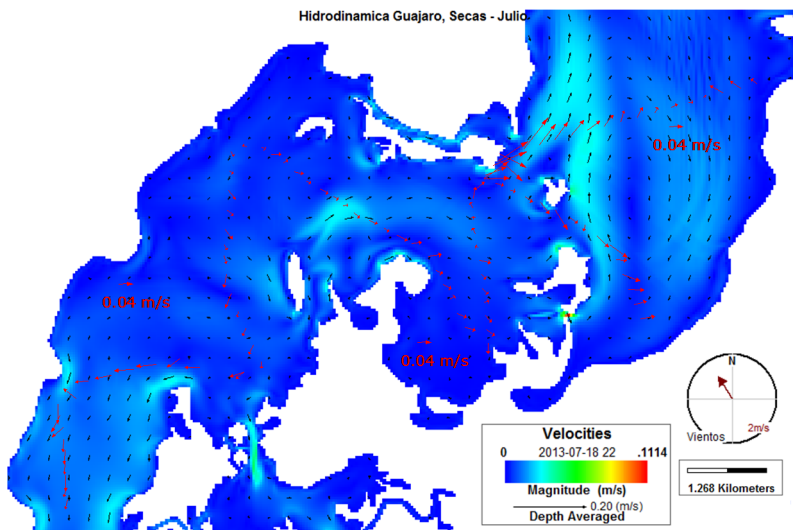 Hidrodinamica Guajaro, Secas - Julio
0.04 m/s
0.04 m/s
0.04 m/s
N
Vientos
2m/s
Velocities
0 2013-07-18 22 .1114
Magnitude (m/s)
0.20 (m/s)
Depth Averaged
1.268 Kilometers